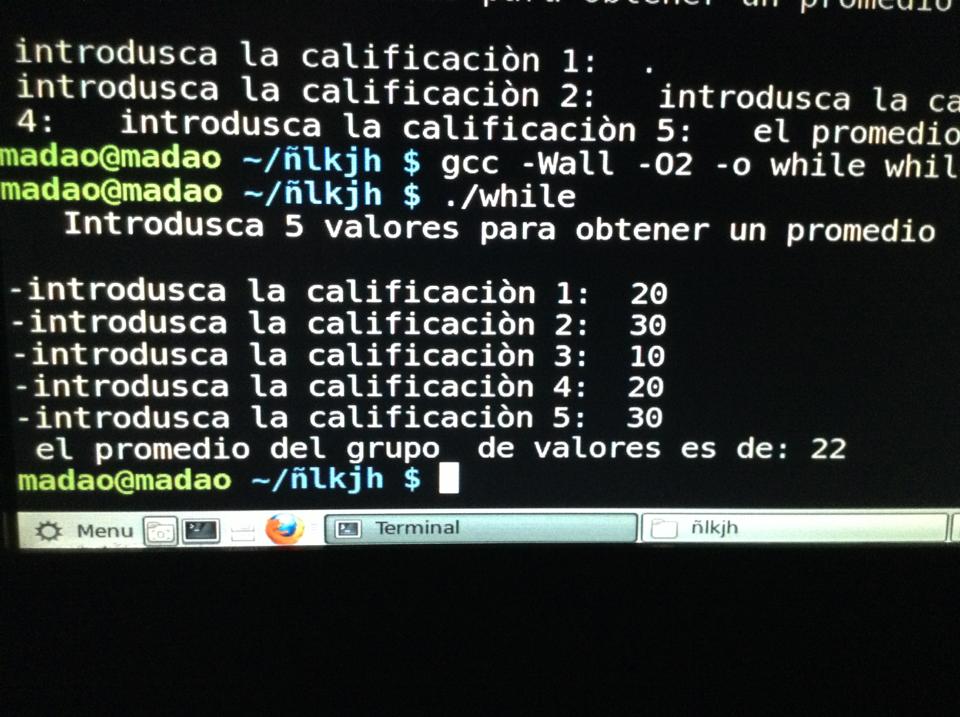 para obtener un promedio
introdusca la calificaciòn 1: .
introdusca la calificaciòn 2: introdusca la ca
4: introdusca la calificaciòn 5: el promedio
madao@madao ~/ñlkjh $ gcc -Wall -O2 -o while whil
madao@madao ~/ñlkjh $ ./while
Introdusca 5 valores para obtener un promedio
-introdusca la calificaciòn 1: 20
-introdusca la calificaciòn 2: 30
-introdusca la calificaciòn 3: 10
-introdusca la calificaciòn 4: 20
-introdusca la calificaciòn 5: 30
el promedio del grupo de valores es de: 22
madao@madao ~/ñlkjh $
Menu Terminal ñlkjh